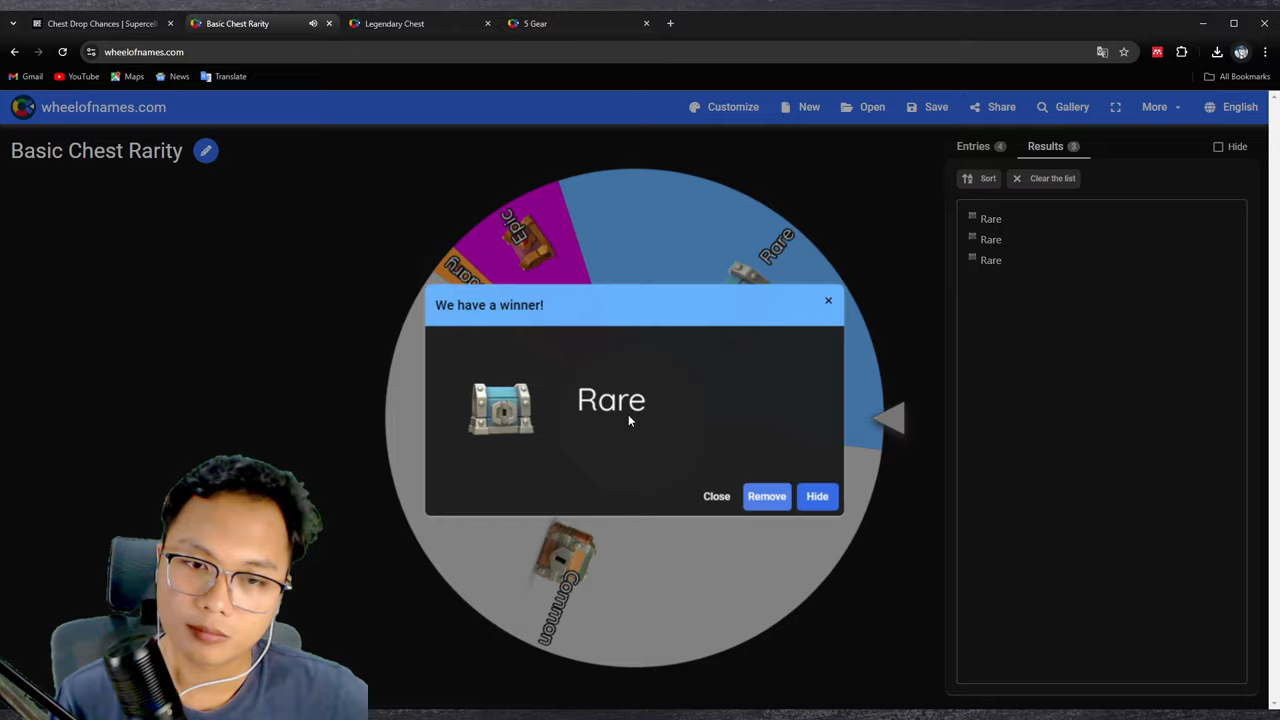 Chest Drop Chances | Supercell
Basic Chest Rarity
Legendary Chest
5 Gear
wheelofnames.com
Gmail
YouTube
Maps
News
Translate
All Bookmarks
wheelofnames.com
Customize
New
Open
Save
Share
Gallery
More
English
Basic Chest Rarity
Entries 4
Results 3
Hide
Sort
Clear the list
Rare
Rare
Rare
Epic
Rare
We have a winner!
Rare
Close
Remove
Hide
Common